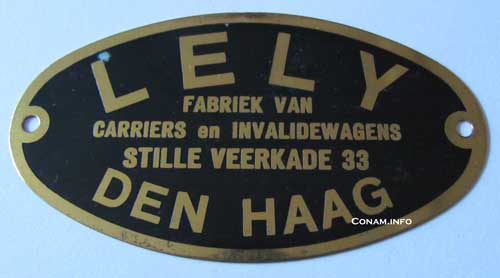 LELY
FABRIEK VAN
CARRIERS en INVALIDEWAGENS
STILLE VEERKADE 33
DEN HAAG
CONAM.INFO